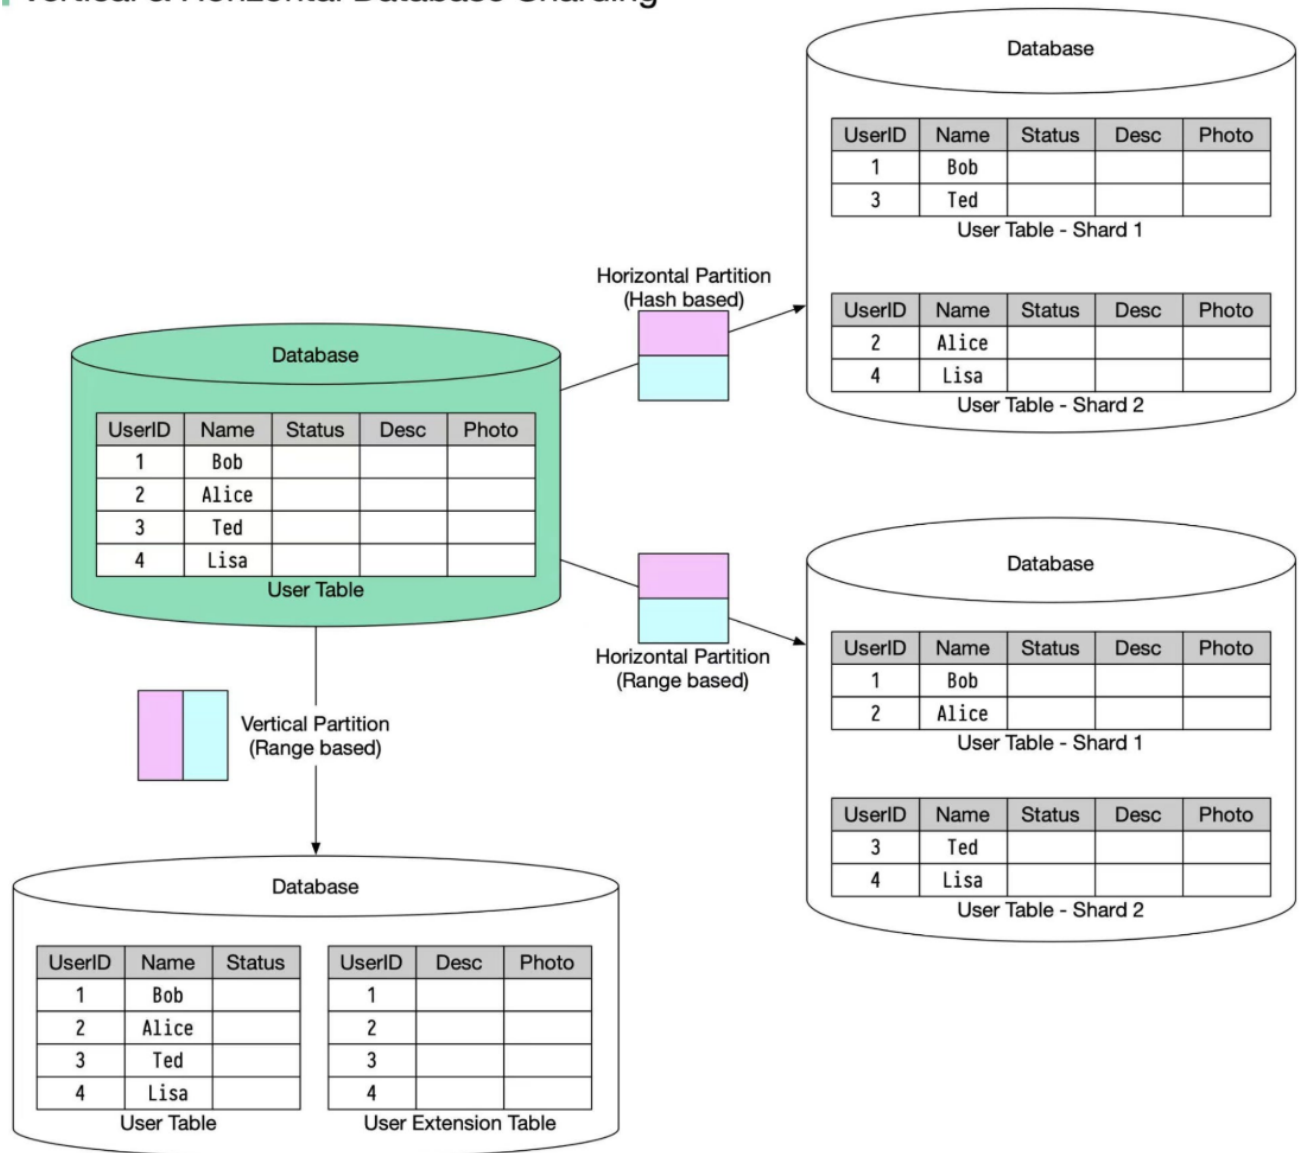 Vertical & Horizontal Database Sharding
Database
UserID Name Status Desc Photo
1 Bob
3 Ted
User Table - Shard 1
UserID Name Status Desc Photo
2 Alice
4 Lisa
User Table - Shard 2
Horizontal Partition
(Hash based)
Database
UserID Name Status Desc Photo
1 Bob
2 Alice
3 Ted
4 Lisa
User Table
Horizontal Partition
(Range based)
Database
UserID Name Status Desc Photo
1 Bob
2 Alice
User Table - Shard 1
UserID Name Status Desc Photo
3 Ted
4 Lisa
User Table - Shard 2
Vertical Partition
(Range based)
Database
UserID Name Status
1 Bob
2 Alice
3 Ted
4 Lisa
User Table
UserID Desc Photo
1
2
3
4
User Extension Table